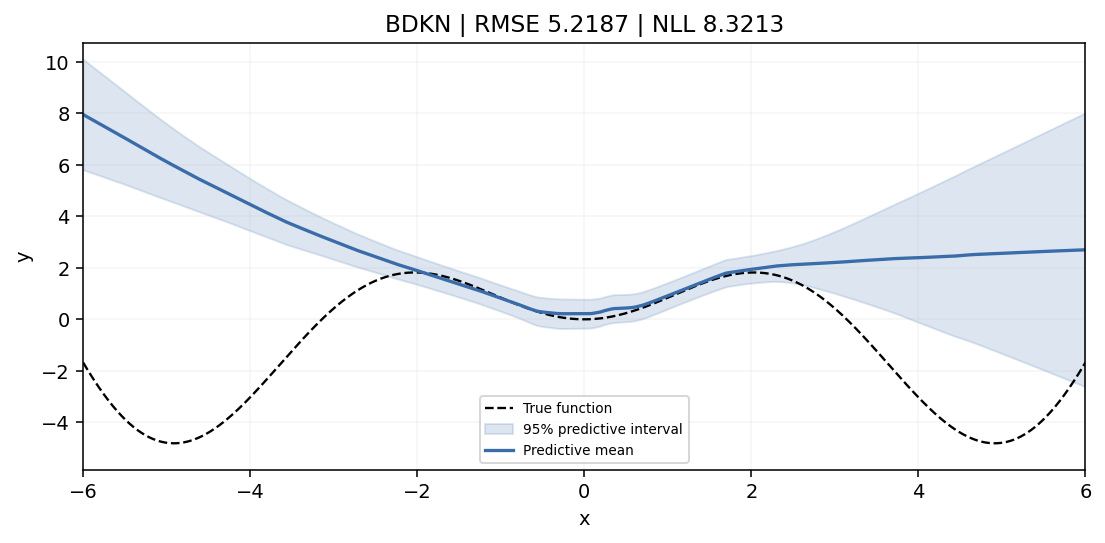 BDKN | RMSE 5.2187 | NLL 8.3213
10
8
6
4
2
0
−2
−4
y
True function
95% predictive interval
Predictive mean
−6 −4 −2 0 2 4 6
x